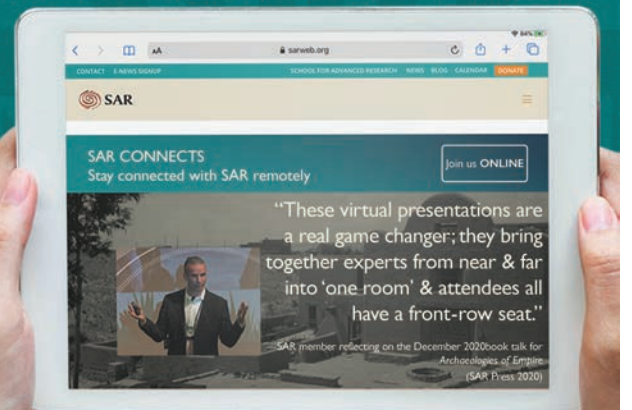 84%
AA
sarweb.org
CONTACT E-NEWS SIGNUP SCHOOL FOR ADVANCED RESEARCH NEWS BLOG CALENDAR DONATE
SAR
SAR CONNECTS
Stay connected with SAR remotely
Join us ONLINE
“These virtual presentations are
a real game changer; they bring
together experts from near & far
into ‘one room’ & attendees all
have a front-row seat.”
SAR member reflecting on the December 2020book talk for
Archaeologies of Empire
(SAR Press 2020)